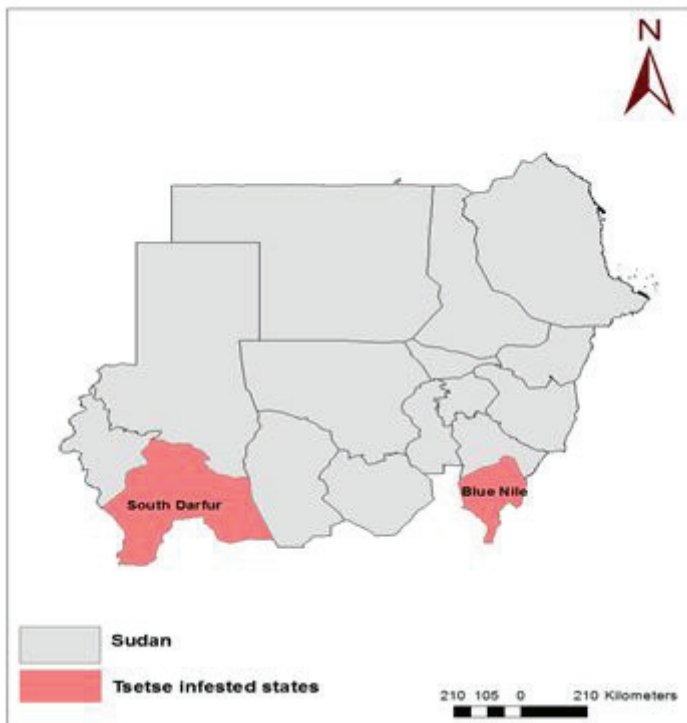 N
South Darfur
Blue Nile
Sudan
Tsetse infested states
210 105 0 210 Kilometers